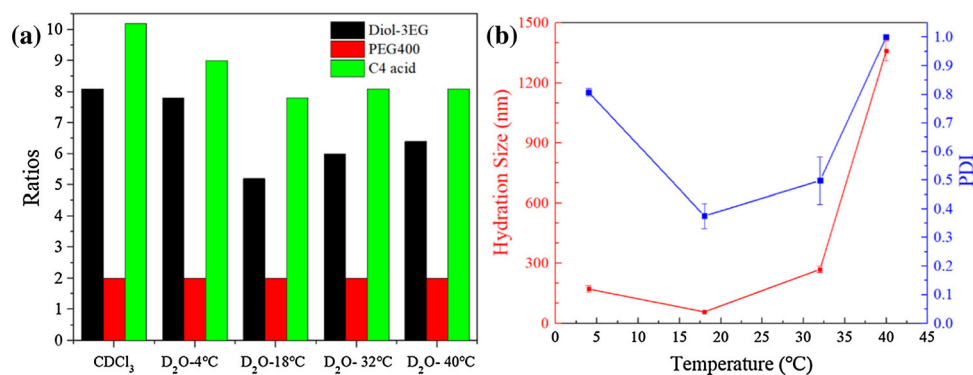 (a)
Ratios
10
9
8
7
6
5
4
3
2
1
0
Diol-3EG
PEG400
C4 acid
CDCl₃
D₂O-4°C
D₂O-18°C
D₂O- 32°C
D₂O- 40°C
(b)
Hydration Size (nm)
1500
1200
900
600
300
0
PDI
1.0
0.9
0.8
0.7
0.6
0.5
0.4
0.3
0.2
0.1
0.0
0 5 10 15 20 25 30 35 40 45
Temperature (°C)